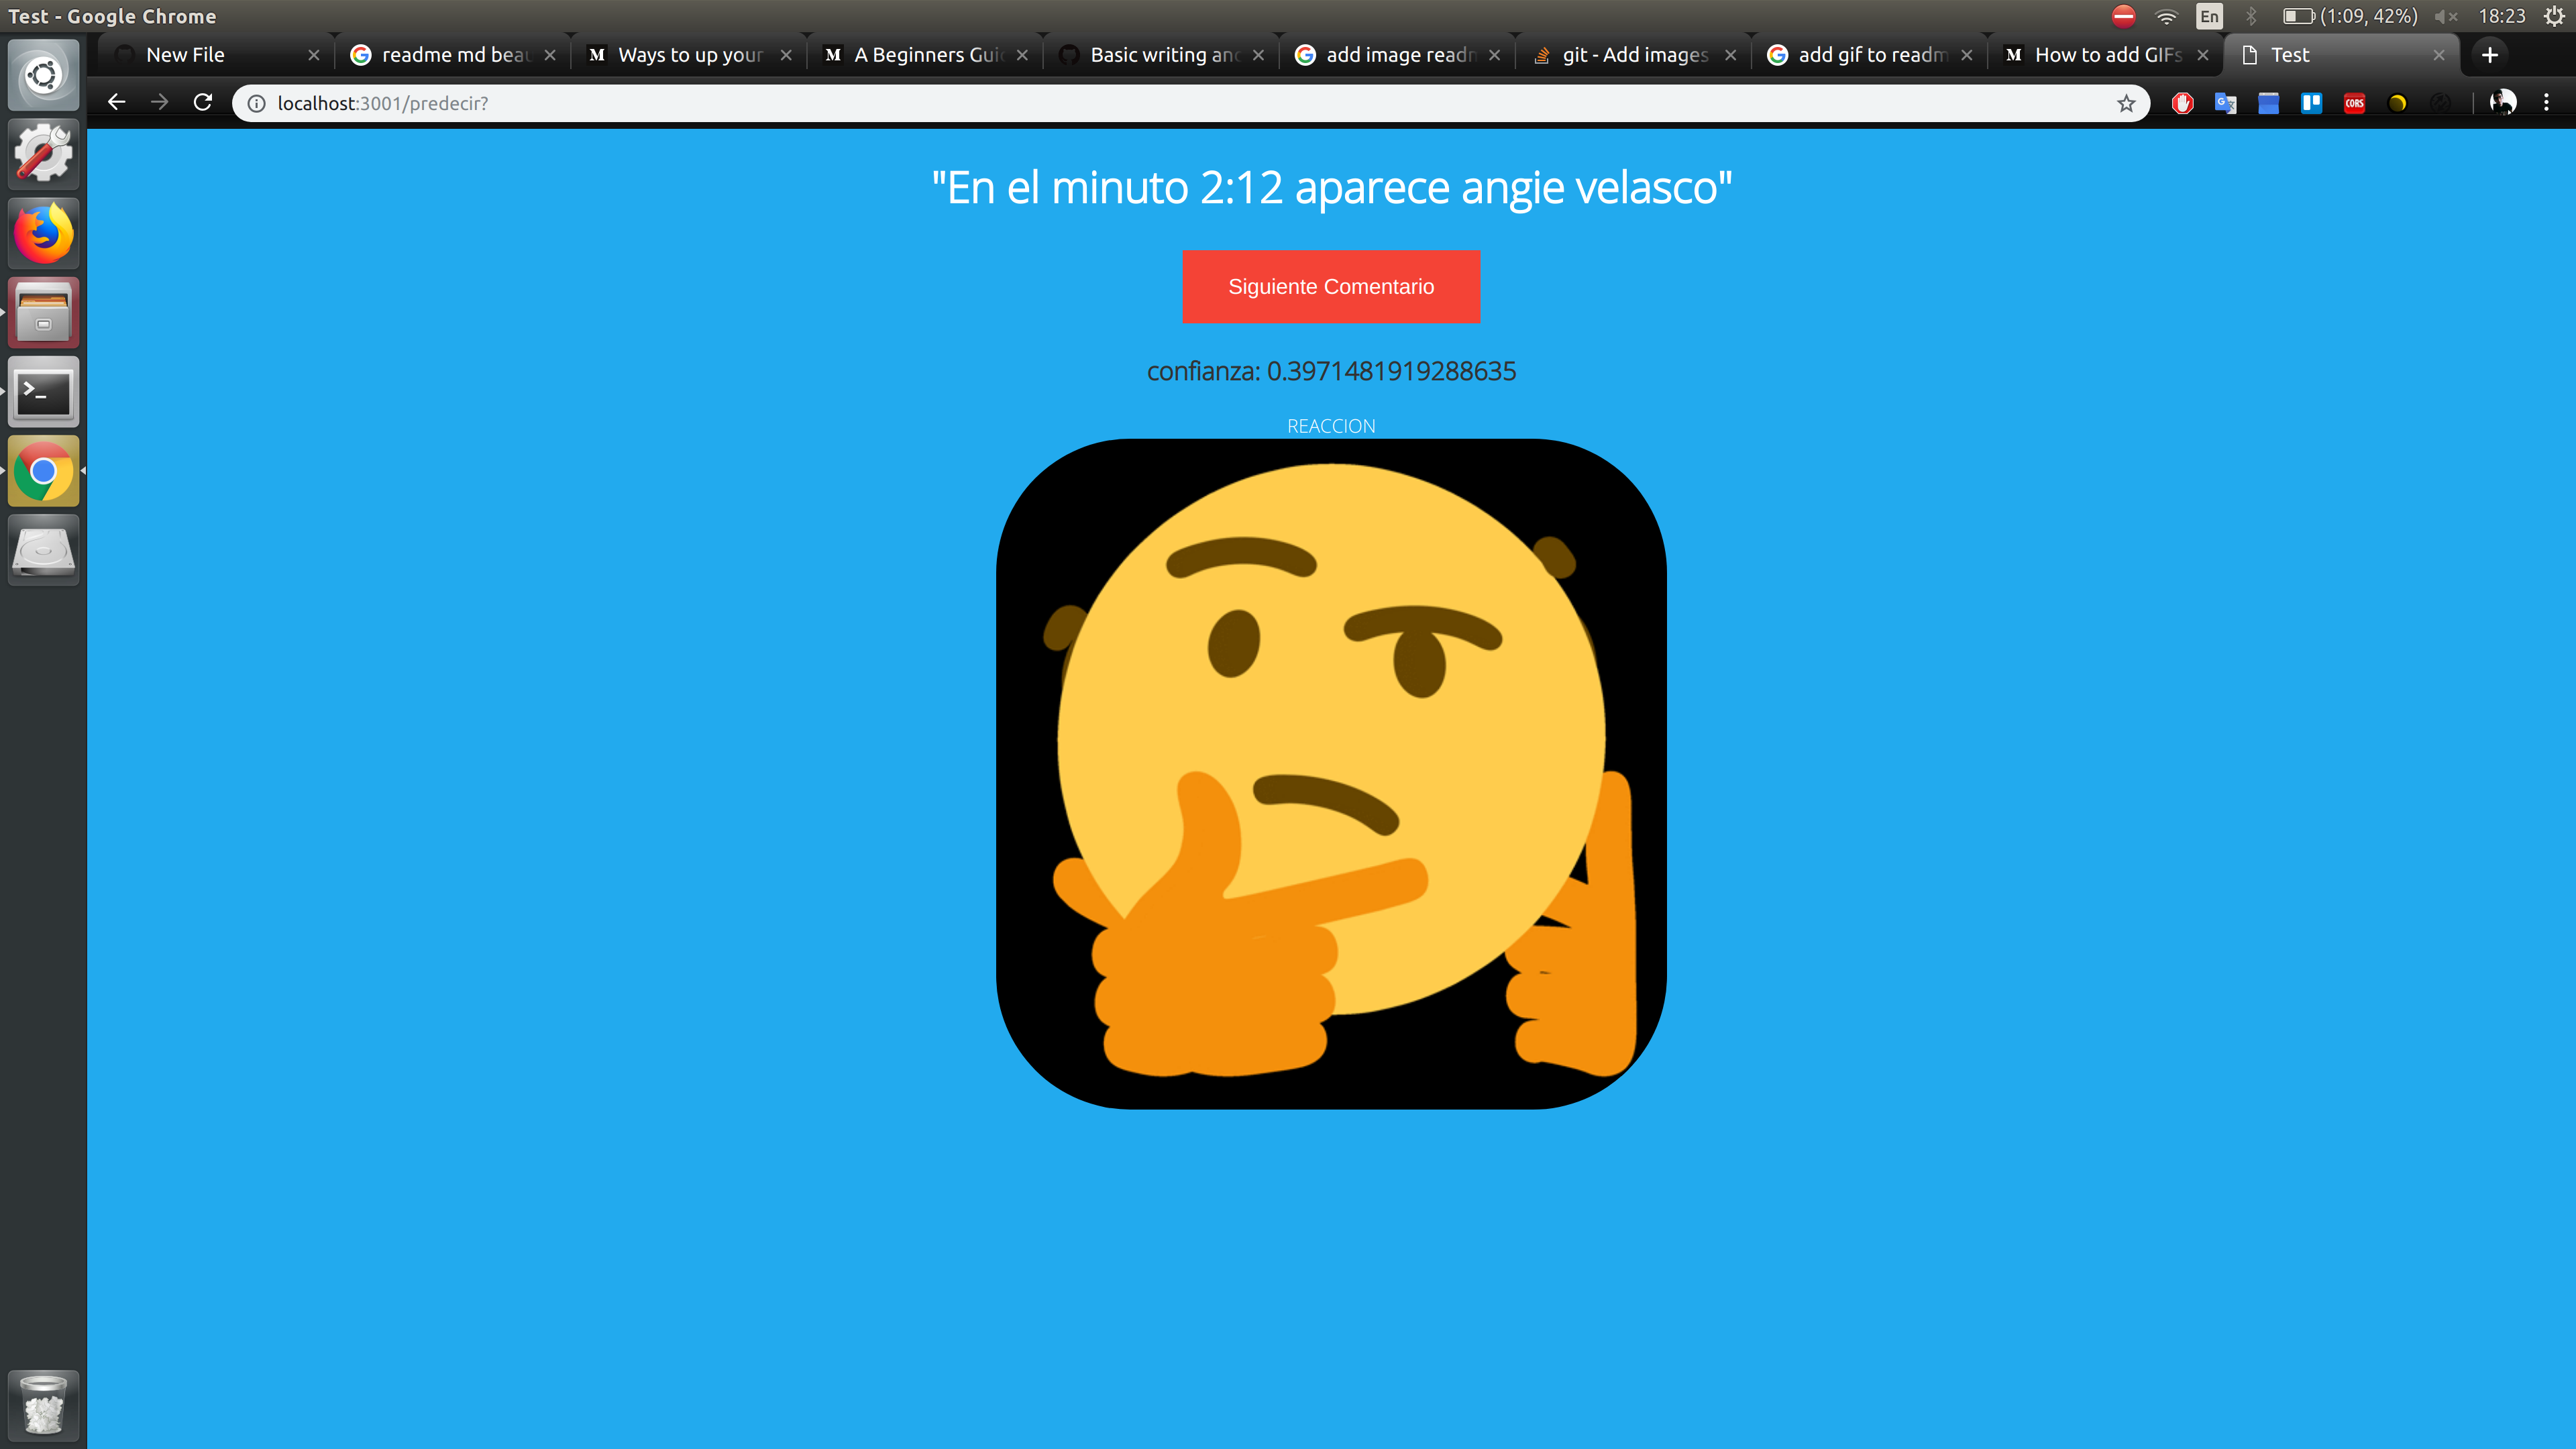 Test - Google Chrome
En
(1:09, 42%)
18:23
New File
readme md beau
Ways to up your
A Beginners Gui
Basic writing an
add image readm
git - Add images
add gif to readm
How to add GIFs
Test
localhost:3001/predecir?
CORS
"En el minuto 2:12 aparece angie velasco"
Siguiente Comentario
confianza: 0.3971481919288635
REACCION